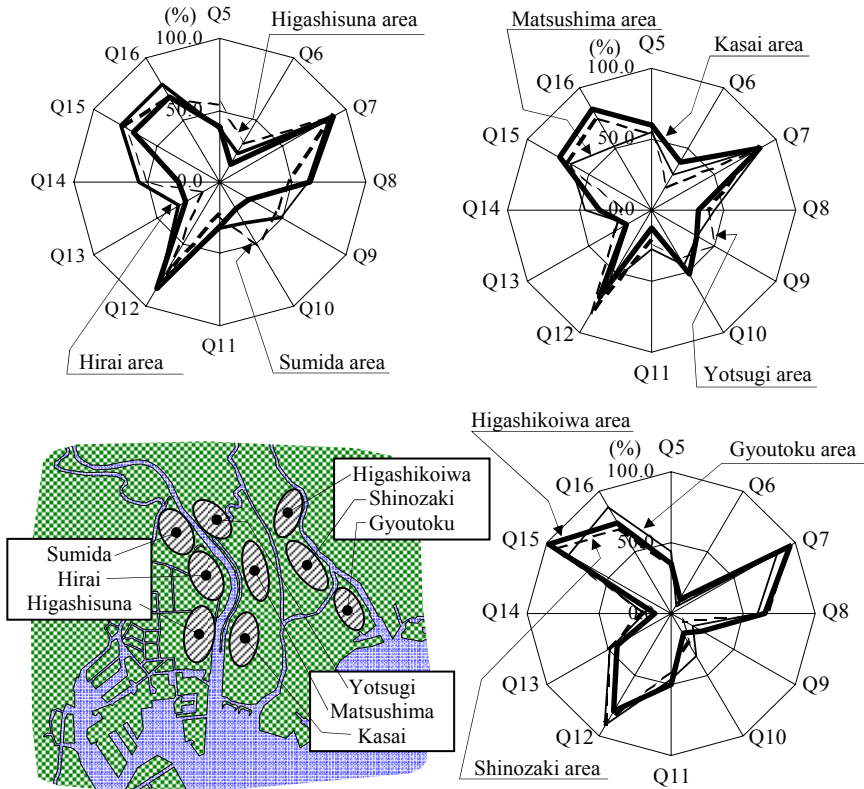 (%)
Q5
100.0
Higashisuna area
Q16
Q6
Q15
50.0
Q7
Q14
0.0
Q8
Q13
Q9
Q12
Q10
Q11
Hirai area
Sumida area
Matsushima area
(%)
Q5
Kasai area
100.0
Q16
Q6
Q15
50.0
Q7
Q14
0.0
Q8
Q13
Q9
Q12
Q10
Q11
Yotsugi area
Higashikoiwa
Shinozaki
Gyoutoku
Sumida
Hirai
Higashisuna
Yotsugi
Matsushima
Kasai
Higashikoiwa area
(%)
Q5
Gyoutoku area
100.0
Q16
Q6
Q15
50.0
Q7
Q14
0.0
Q8
Q13
Q9
Q12
Q10
Q11
Shinozaki area